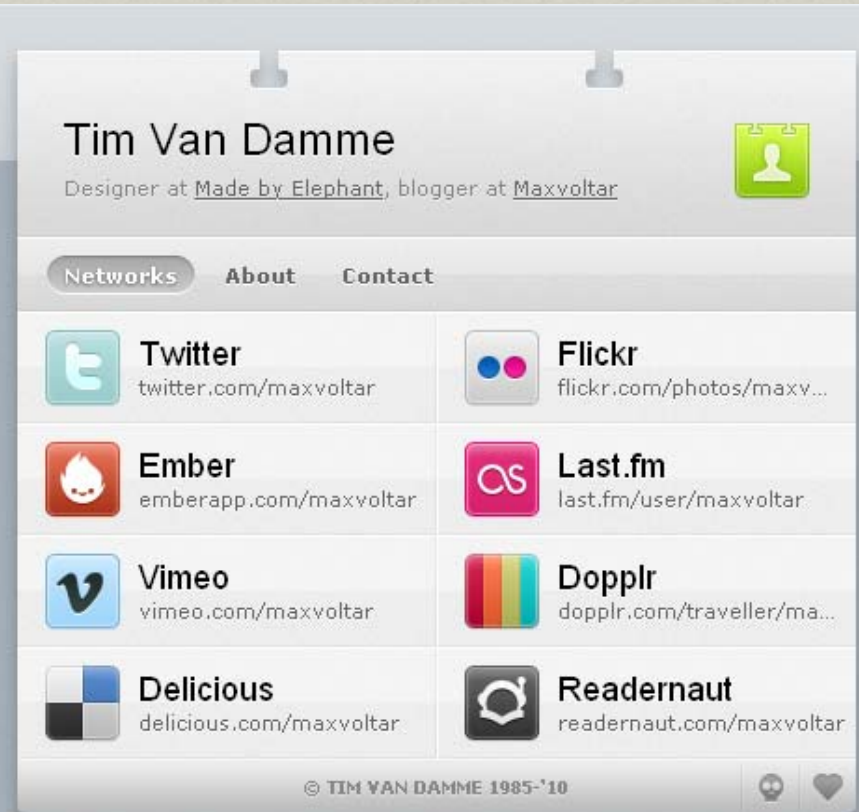 Tim Van Damme
Designer at Made by Elephant, blogger at Maxvoltar
Networks About Contact
Twitter
twitter.com/maxvoltar
Flickr
flickr.com/photos/maxv...
Ember
emberapp.com/maxvoltar
Last.fm
last.fm/user/maxvoltar
Vimeo
vimeo.com/maxvoltar
Dopplr
dopplr.com/traveller/ma...
Delicious
delicious.com/maxvoltar
Readernaut
readernaut.com/maxvoltar
© TIM VAN DAMME 1985-'10